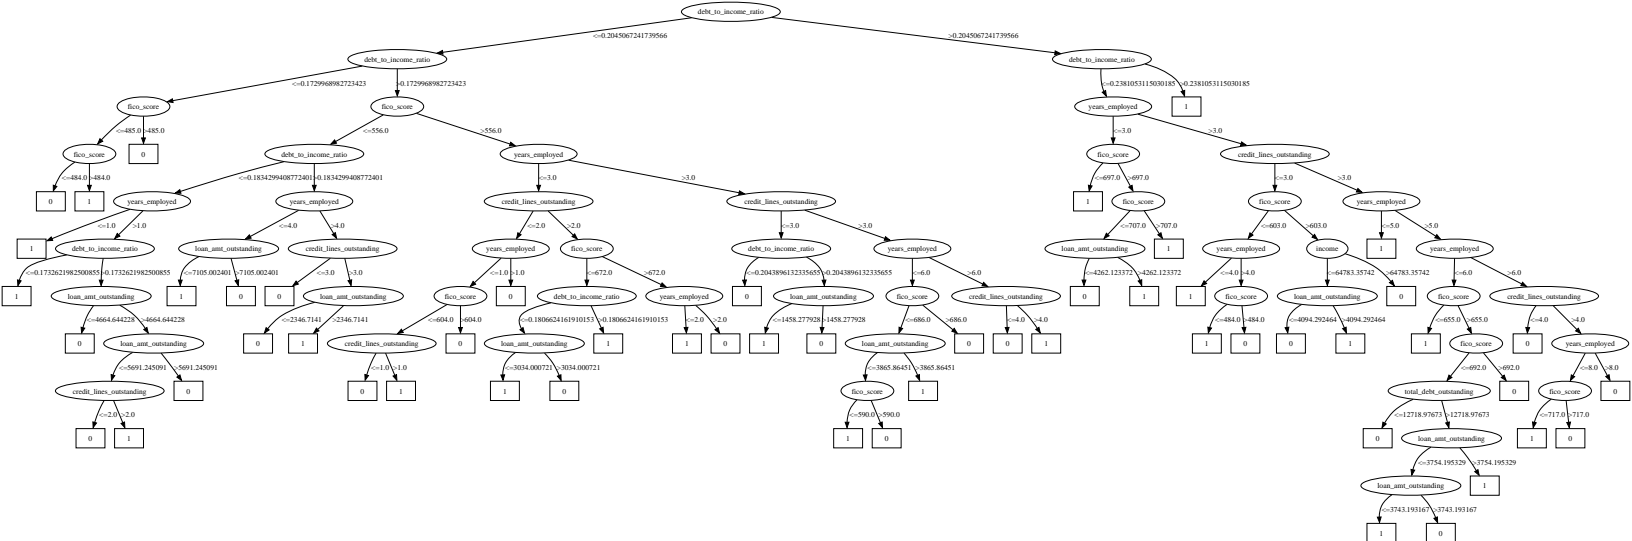 debt_to_income_ratio
<=0.2045067241739566 >0.2045067241739566
debt_to_income_ratio debt_to_income_ratio
<=0.1729968982723423 >0.1729968982723423 <=0.2381053115030185 >0.2381053115030185
fico_score fico_score years_employed 1
<=485.0 >485.0 <=556.0 >556.0 <=3.0 >3.0
fico_score 0 debt_to_income_ratio years_employed fico_score credit_lines_outstanding
<=484.0 >484.0 <=0.1834299408772401 >0.1834299408772401 <=3.0 >3.0 <=697.0 >697.0 <=3.0 >3.0
0 1 years_employed years_employed credit_lines_outstanding credit_lines_outstanding 1 fico_score fico_score years_employed
<=1.0 >1.0 <=4.0 >4.0 <=2.0 >2.0 <=3.0 >3.0 <=707.0 >707.0 <=603.0 >603.0 <=5.0 >5.0
1 debt_to_income_ratio loan_amt_outstanding credit_lines_outstanding years_employed fico_score debt_to_income_ratio years_employed loan_amt_outstanding 1 years_employed income 1 years_employed
<=0.1732621982500855 >0.1732621982500855 <=7105.002401 >7105.002401 <=3.0 >3.0 <=1.0 >1.0 <=672.0 >672.0 <=0.2043896132335655 >0.2043896132335655 <=6.0 >6.0 <=4262.123372 >4262.123372 <=4.0 >4.0 <=64783.35742 >64783.35742 <=6.0 >6.0
1 loan_amt_outstanding 1 0 0 loan_amt_outstanding fico_score 0 debt_to_income_ratio years_employed 0 loan_amt_outstanding fico_score credit_lines_outstanding 0 1 1 fico_score loan_amt_outstanding 0 fico_score credit_lines_outstanding
<=4664.644228 >4664.644228 <=2346.7141 >2346.7141 <=604.0 >604.0 <=0.1806624161910153 >0.1806624161910153 <=2.0 >2.0 <=1458.277928 >1458.277928 <=686.0 >686.0 <=4.0 >4.0 <=484.0 >484.0 <=4094.292464 >4094.292464 <=655.0 >655.0 <=4.0 >4.0
0 loan_amt_outstanding 0 1 credit_lines_outstanding 0 loan_amt_outstanding 1 1 0 1 0 loan_amt_outstanding 0 0 1 1 0 0 1 1 fico_score 0 years_employed
<=5691.245091 >5691.245091 <=1.0 >1.0 <=3034.000721 >3034.000721 <=3865.86451 >3865.86451 <=692.0 >692.0 <=8.0 >8.0
credit_lines_outstanding 0 0 1 1 0 fico_score 1 total_debt_outstanding 0 fico_score 0
<=2.0 >2.0 <=590.0 >590.0 <=12718.97673 >12718.97673 <=717.0 >717.0
0 1 1 0 0 loan_amt_outstanding 1 0
<=3754.195329 >3754.195329
loan_amt_outstanding 1
<=3743.193167 >3743.193167
1 0